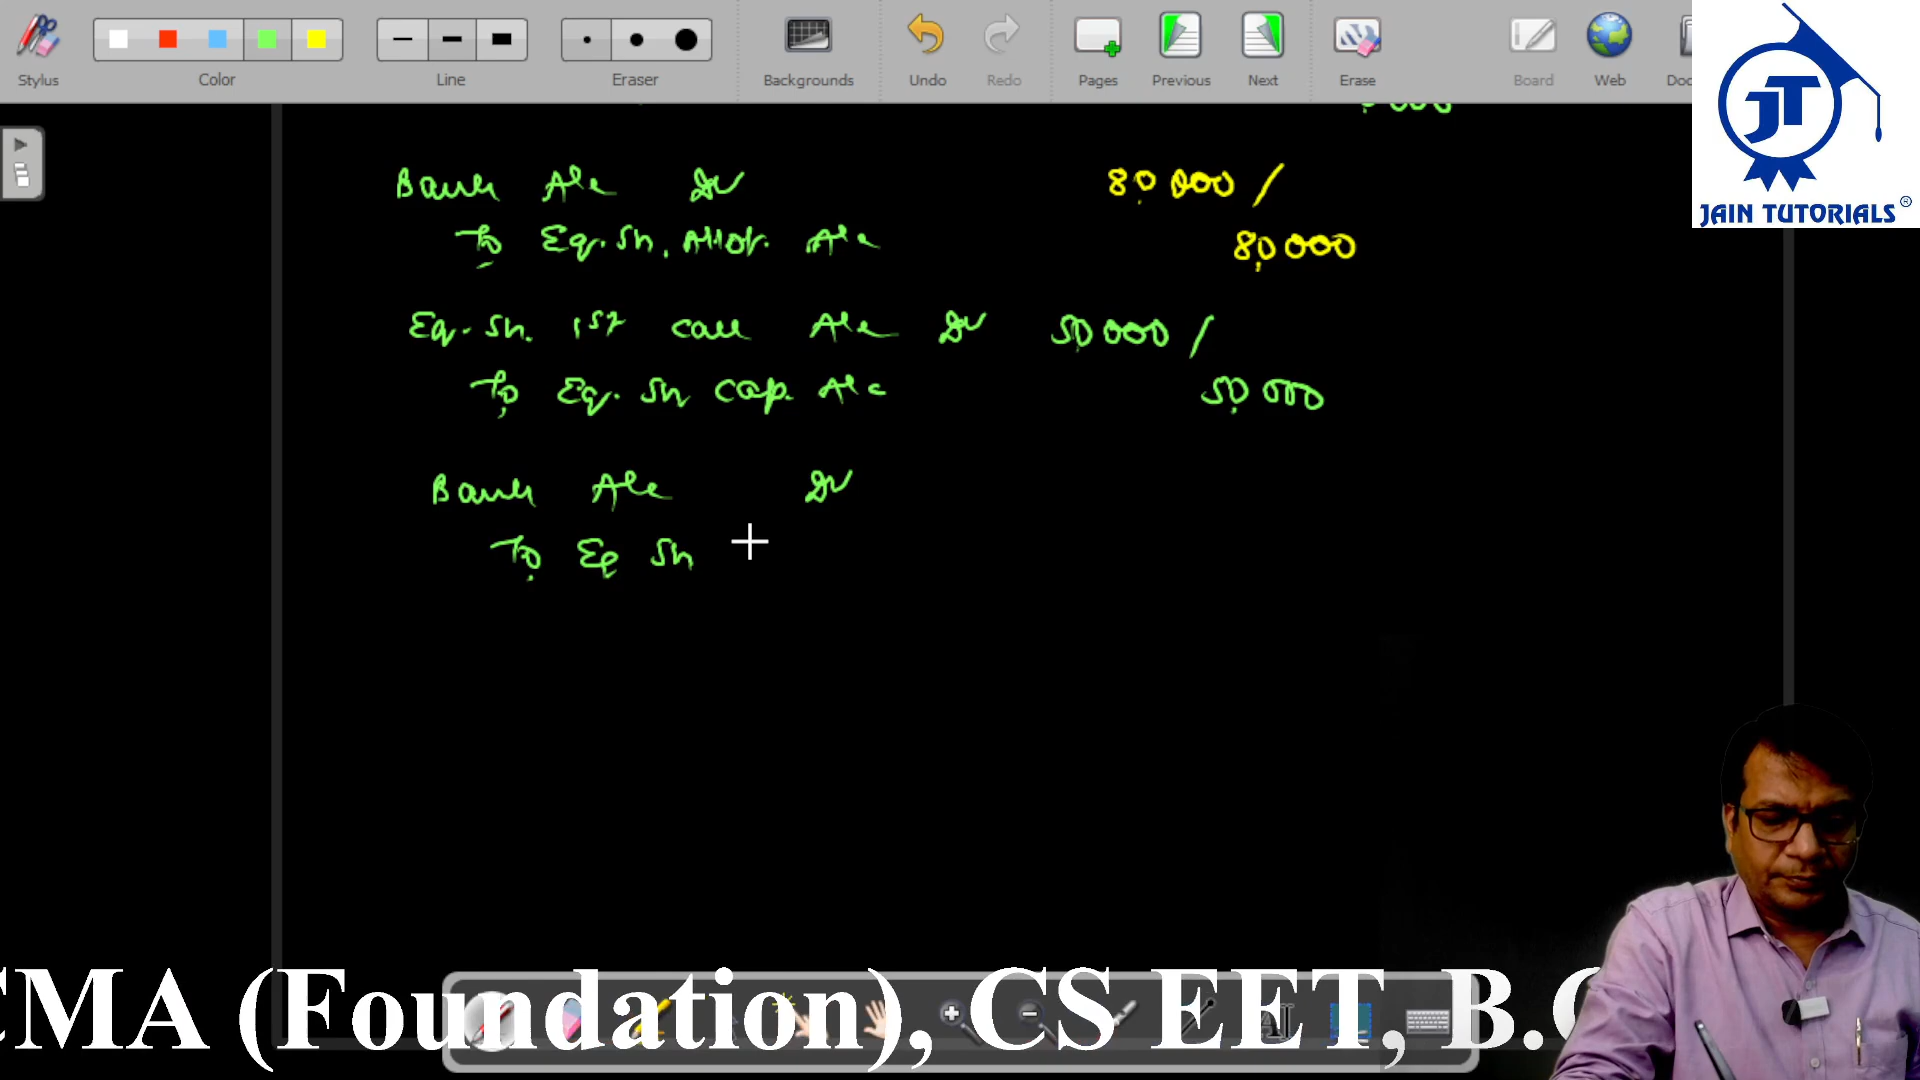 Stylus
Color
Line
Eraser
Backgrounds
Undo
Redo
Pages
Previous
Next
Erase
Board
Web
JT
JAIN TUTORIALS®
Bank A/c Dr 80,000 /
To Eq. Sh. Allot. A/c 80,000
Eq. Sh. 1st call A/c Dr 50,000 /
To Eq. Sh Cap. A/c 50,000
Bank A/c Dr
To Eq Sh
CMA (Foundation), CS EET, B.C